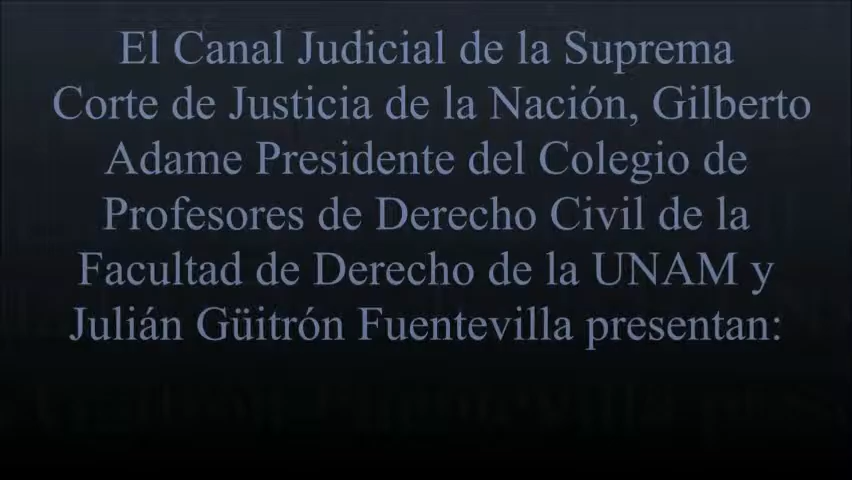 El Canal Judicial de la Suprema
Corte de Justicia de la Nación, Gilberto
Adame Presidente del Colegio de
Profesores de Derecho Civil de la
Facultad de Derecho de la UNAM y
Julián Güitrón Fuentevilla presentan: